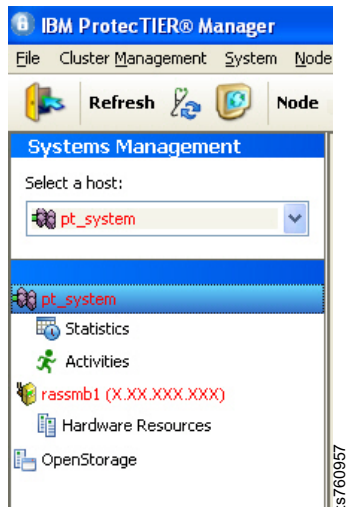 IBM ProtecTIER® Manager
File Cluster Management System Node
Refresh Node
Systems Management
Select a host:
pt_system
pt_system
Statistics
Activities
rassmb1 (X.XX.XXX.XXX)
Hardware Resources
OpenStorage
ts760957